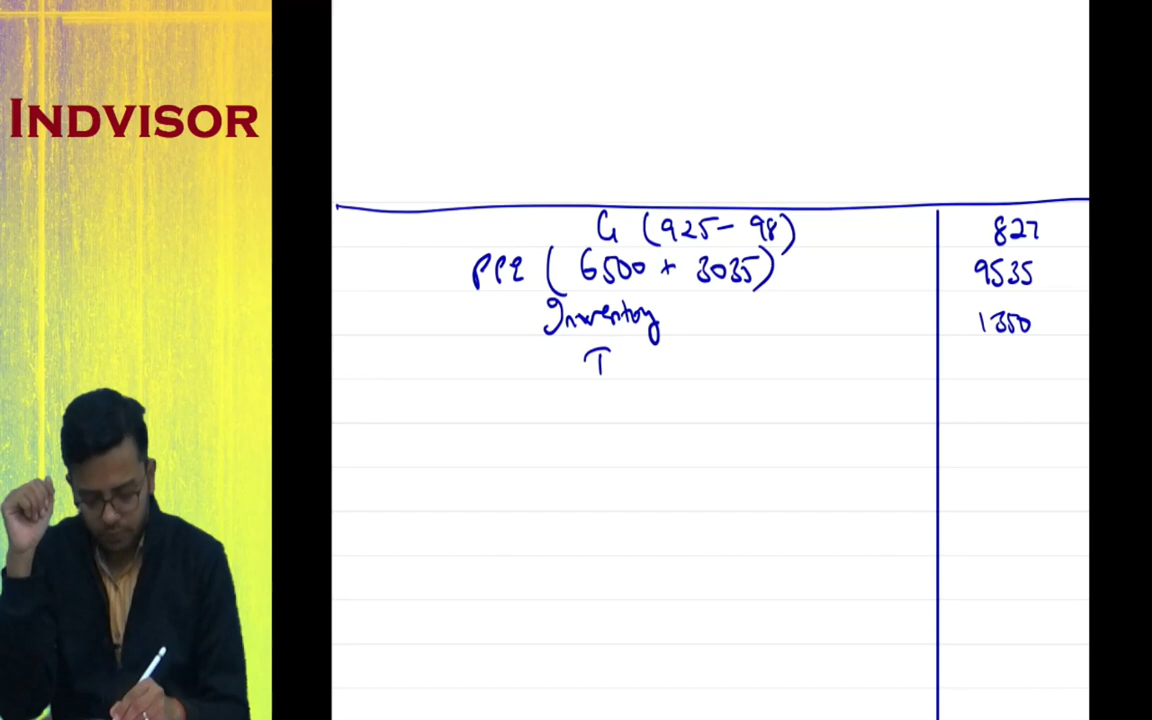 INDVISOR
G (925 - 98) 827
PPE ( 6500 + 3035) 9535
Inventory 1350
T